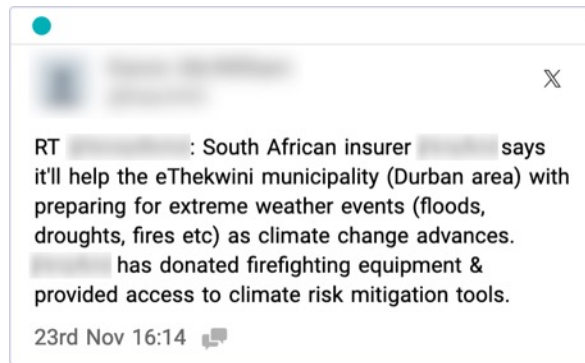 RT : South African insurer says
it'll help the eThekwini municipality (Durban area) with
preparing for extreme weather events (floods,
droughts, fires etc) as climate change advances.
has donated firefighting equipment &
provided access to climate risk mitigation tools.
23rd Nov 16:14